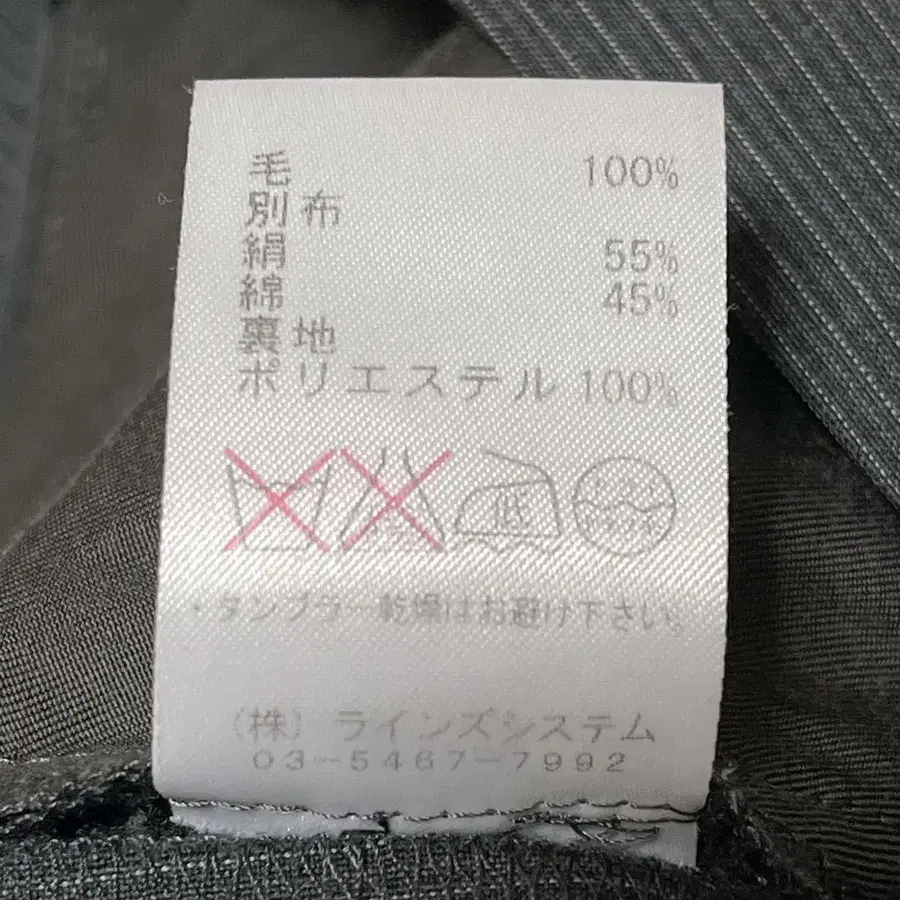 毛 100%
別布
絹 55%
綿 45%
裏地
ポリエステル 100%
低
・タンブラー乾燥はお避け下さい。
(株) ラインズシステム
03-5467-7992